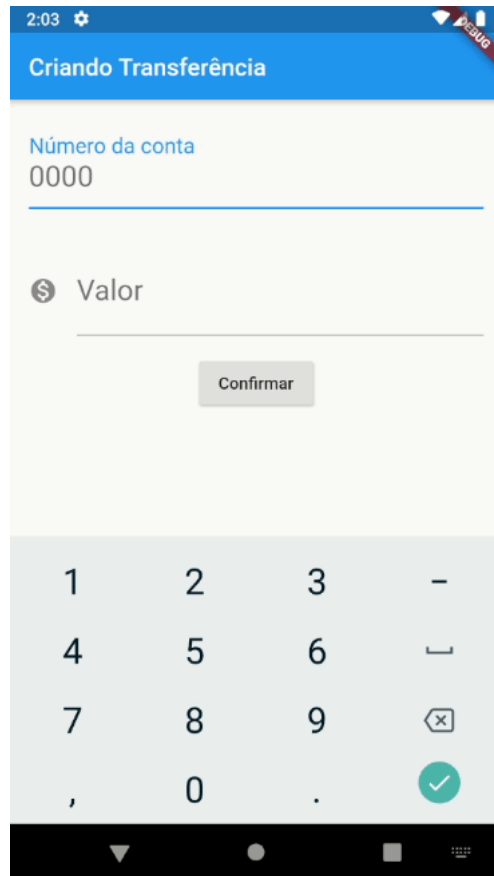 2:03
DEBUG
Criando Transferência
Número da conta
0000
Valor
Confirmar
1 2 3 -
4 5 6
7 8 9
, 0 .